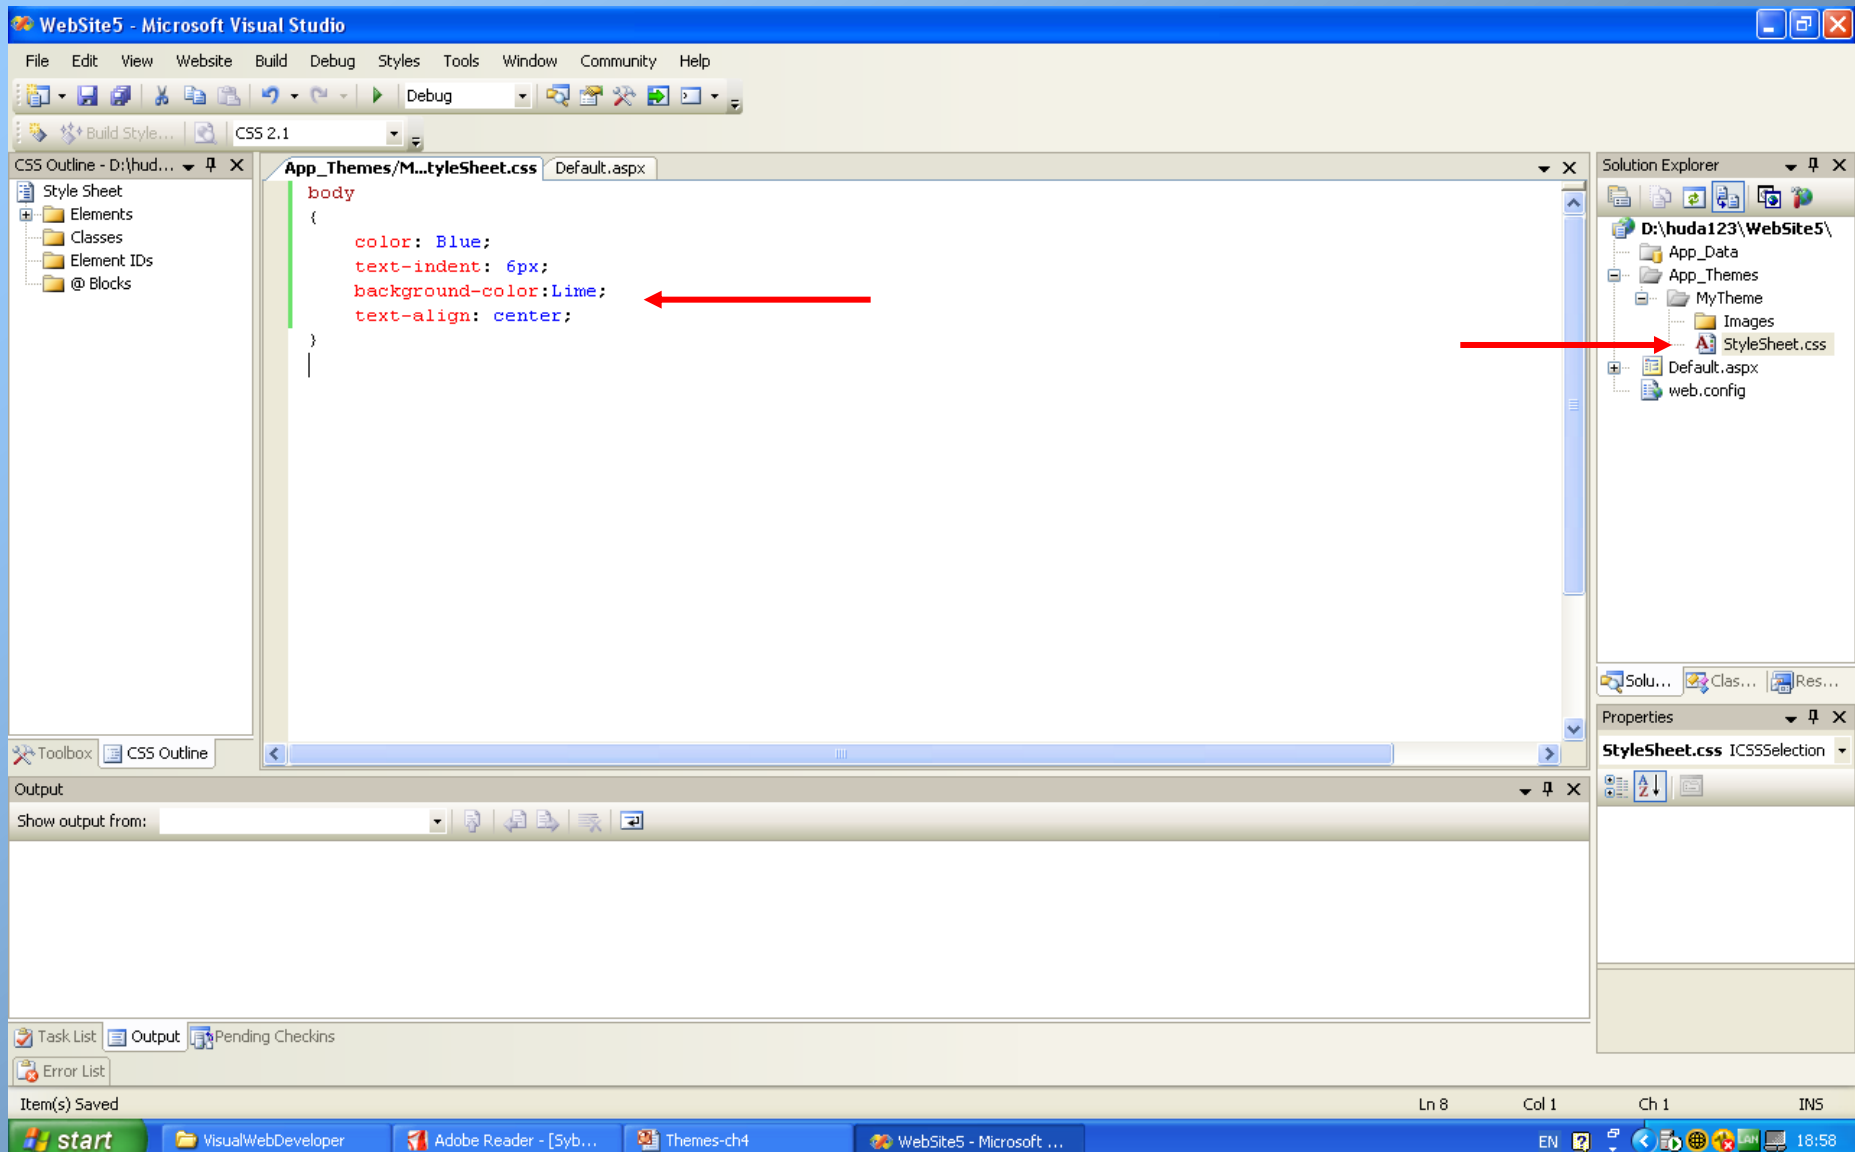 WebSite5 - Microsoft Visual Studio
File Edit View Website Build Debug Styles Tools Window Community Help
Debug
Build Style... CSS 2.1
CSS Outline - D:\hud...
Style Sheet
Elements
Classes
Element IDs
@ Blocks
Toolbox CSS Outline
App_Themes/M...tyleSheet.css Default.aspx
body
{
color: Blue;
text-indent: 6px;
background-color:Lime;
text-align: center;
}
Solution Explorer
D:\huda123\WebSite5\
App_Data
App_Themes
MyTheme
Images
StyleSheet.css
Default.aspx
web.config
Solu... Clas... Res...
Properties
StyleSheet.css ICSSSelection
Output
Show output from:
Task List Output Pending Checkins
Error List
Item(s) Saved Ln 8 Col 1 Ch 1 INS
start VisualWebDeveloper Adobe Reader - [Syb... Themes-ch4 WebSite5 - Microsoft ... EN LAN 18:58